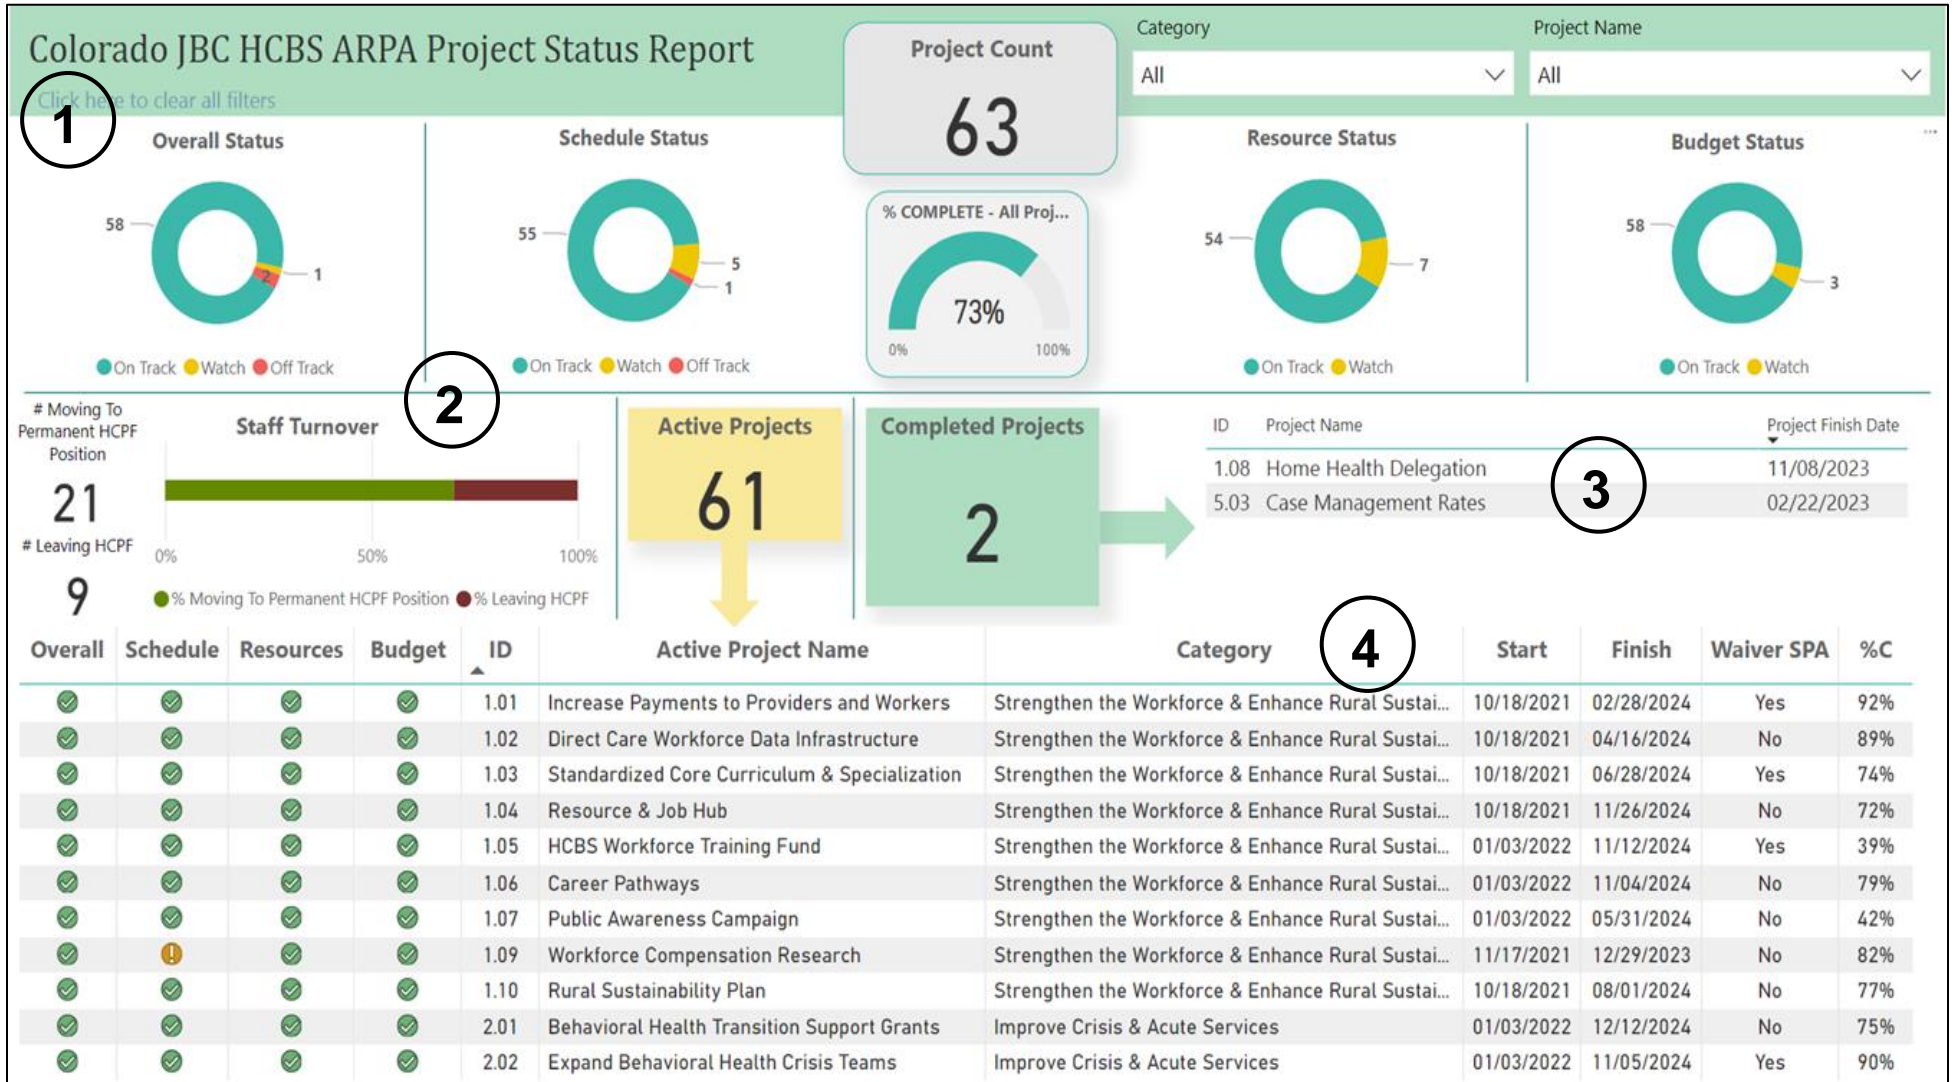 Colorado JBC HCBS ARPA Project Status Report
Click here to clear all filters
1
Project Count
63
Category
All
Project Name
All
Overall Status
58
2
1
On Track Watch Off Track
Schedule Status
55
5
1
On Track Watch Off Track
% COMPLETE - All Proj...
73%
0% 100%
Resource Status
54
7
On Track Watch
Budget Status
58
3
On Track Watch
# Moving To
Permanent HCPF
Position
21
# Leaving HCPF
9
Staff Turnover
2
0% 50% 100%
% Moving To Permanent HCPF Position % Leaving HCPF
Active Projects
61
Completed Projects
2
ID Project Name Project Finish Date
1.08 Home Health Delegation 11/08/2023
5.03 Case Management Rates 02/22/2023
3
4
Overall Schedule Resources Budget ID Active Project Name Category Start Finish Waiver SPA %C
1.01 Increase Payments to Providers and Workers Strengthen the Workforce & Enhance Rural Sustai... 10/18/2021 02/28/2024 Yes 92%
1.02 Direct Care Workforce Data Infrastructure Strengthen the Workforce & Enhance Rural Sustai... 10/18/2021 04/16/2024 No 89%
1.03 Standardized Core Curriculum & Specialization Strengthen the Workforce & Enhance Rural Sustai... 10/18/2021 06/28/2024 Yes 74%
1.04 Resource & Job Hub Strengthen the Workforce & Enhance Rural Sustai... 10/18/2021 11/26/2024 No 72%
1.05 HCBS Workforce Training Fund Strengthen the Workforce & Enhance Rural Sustai... 01/03/2022 11/12/2024 Yes 39%
1.06 Career Pathways Strengthen the Workforce & Enhance Rural Sustai... 01/03/2022 11/04/2024 No 79%
1.07 Public Awareness Campaign Strengthen the Workforce & Enhance Rural Sustai... 01/03/2022 05/31/2024 No 42%
1.09 Workforce Compensation Research Strengthen the Workforce & Enhance Rural Sustai... 11/17/2021 12/29/2023 No 82%
1.10 Rural Sustainability Plan Strengthen the Workforce & Enhance Rural Sustai... 10/18/2021 08/01/2024 No 77%
2.01 Behavioral Health Transition Support Grants Improve Crisis & Acute Services 01/03/2022 12/12/2024 No 75%
2.02 Expand Behavioral Health Crisis Teams Improve Crisis & Acute Services 01/03/2022 11/05/2024 Yes 90%